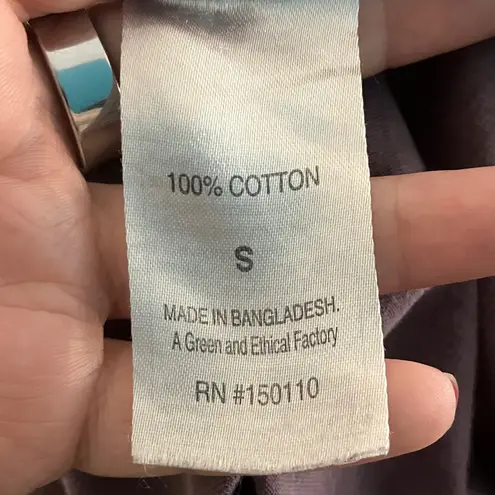 100% COTTON
S
MADE IN BANGLADESH.
A Green and Ethical Factory
RN #150110